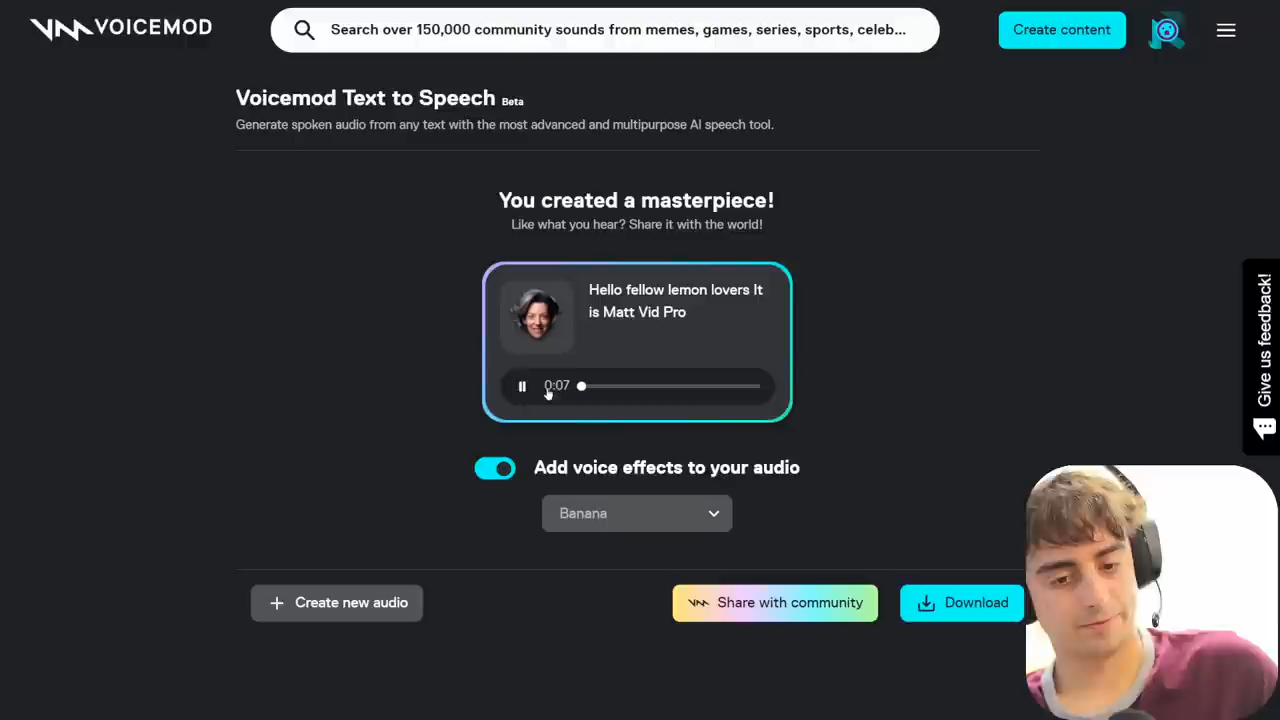 VOICEMOD
Search over 150,000 community sounds from memes, games, series, sports, celeb...
Create content
Voicemod Text to Speech Beta
Generate spoken audio from any text with the most advanced and multipurpose AI speech tool.
You created a masterpiece!
Like what you hear? Share it with the world!
Hello fellow lemon lovers It
is Matt Vid Pro
0:07
Give us feedback!
Add voice effects to your audio
Banana
Create new audio
Share with community
Download